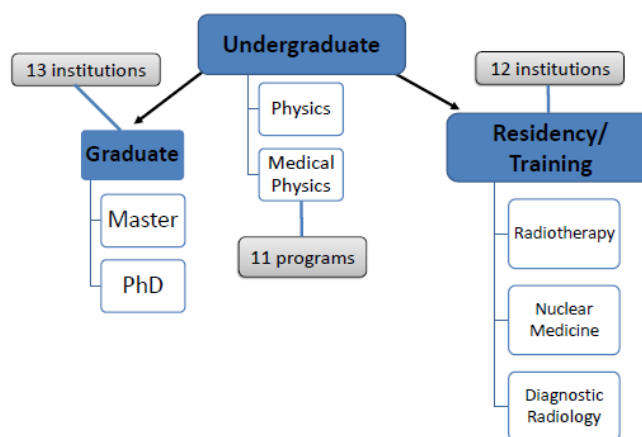 Undergraduate
13 institutions
12 institutions
Physics
Graduate
Residency/
Training
Medical
Physics
Master
Radiotherapy
11 programs
PhD
Nuclear
Medicine
Diagnostic
Radiology